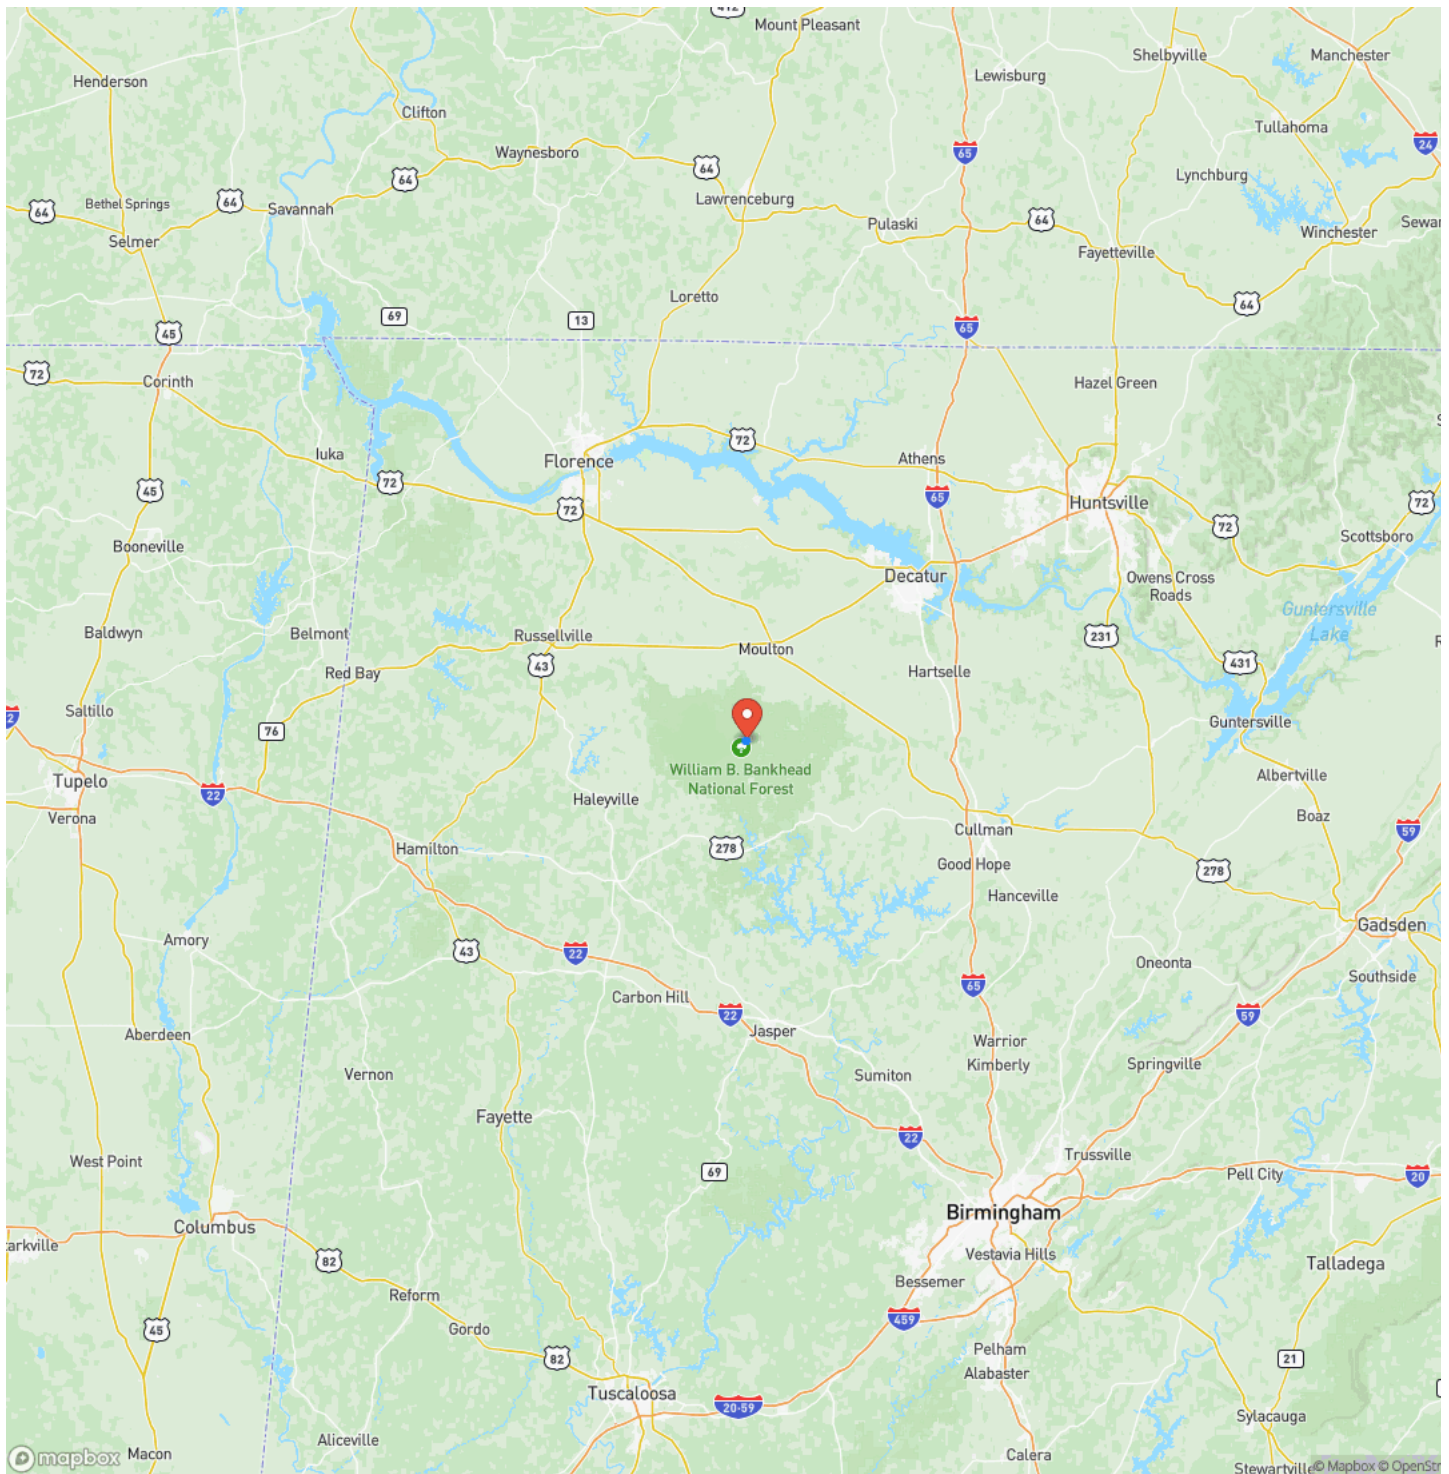 412
Mount Pleasant
Shelbyville
Manchester
Henderson
Lewisburg
Clifton
Tullahoma
Waynesboro
65
24
64
64
Lynchburg
Bethel Springs
64
64
Savannah
Lawrenceburg
64
Winchester
Sewar
Selmer
Pulaski
Fayetteville
Loretto
64
69
13
65
45
72
Corinth
Hazel Green
Iuka
72
Florence
Athens
72
45
65
Huntsville
72
72
72
Booneville
Scottsboro
Decatur
Owens Cross
Roads
Guntersville
Lake
Baldwyn
Belmont
Russellville
231
Moulton
43
431
Red Bay
Hartselle
Saltillo
2
76
Guntersville
William B. Bankhead
National Forest
Tupelo
22
Albertville
Haleyville
Verona
Boaz
Cullman
59
Hamilton
278
Good Hope
278
Hanceville
Gadsden
Amory
43
22
Oneonta
Southside
65
Carbon Hill
22
59
Jasper
Aberdeen
Warrior
Kimberly
Springville
Vernon
Sumiton
Fayette
22
Trussville
West Point
69
Pell City
20
Birmingham
Columbus
arkville
Vestavia Hills
82
Talladega
Bessemer
Reform
459
Gordo
45
Pelham
82
21
Alabaster
Tuscaloosa
20-59
Sylacauga
Aliceville
Macon
Calera
mapbox
Stewartville
© Mapbox © OpenStr